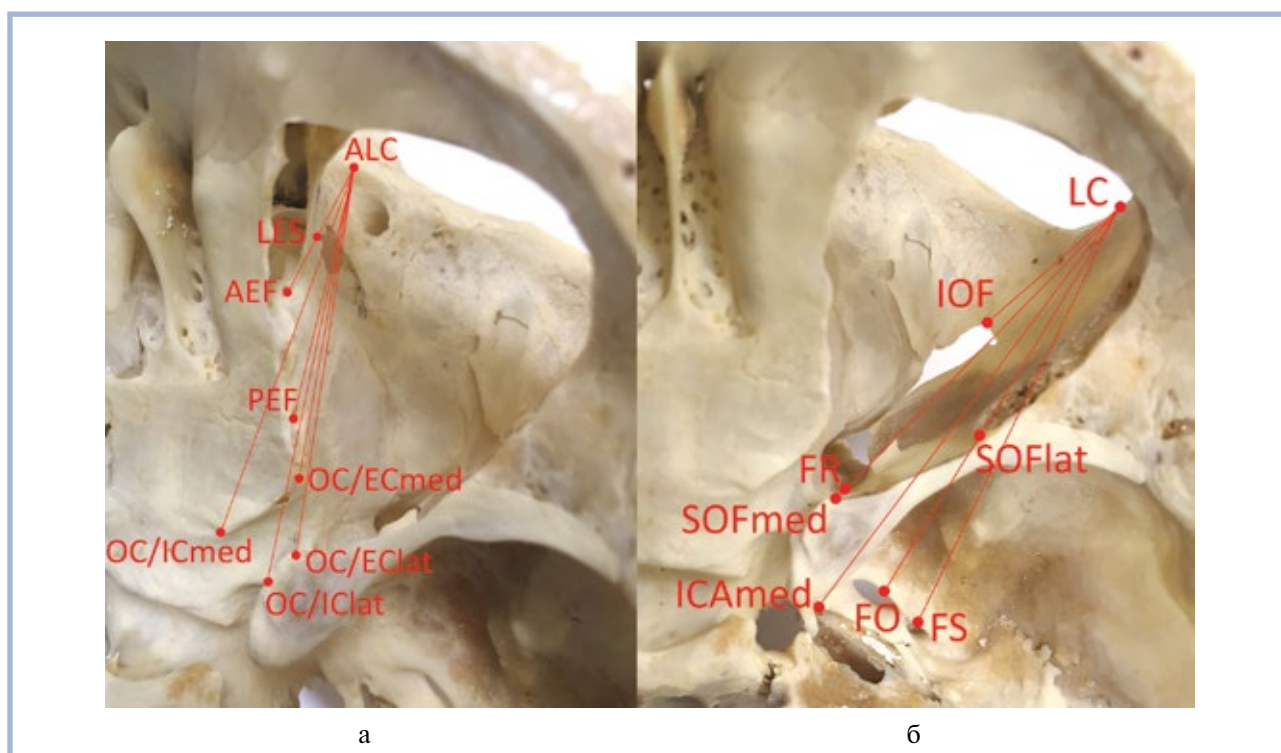 ALC
LES
AEF
PEF
OC/ECmed
OC/ICmed
OC/EClat
OC/IClat
а
LC
IOF
SOFlat
FR
SOFmed
ICAmed
FO
FS
б